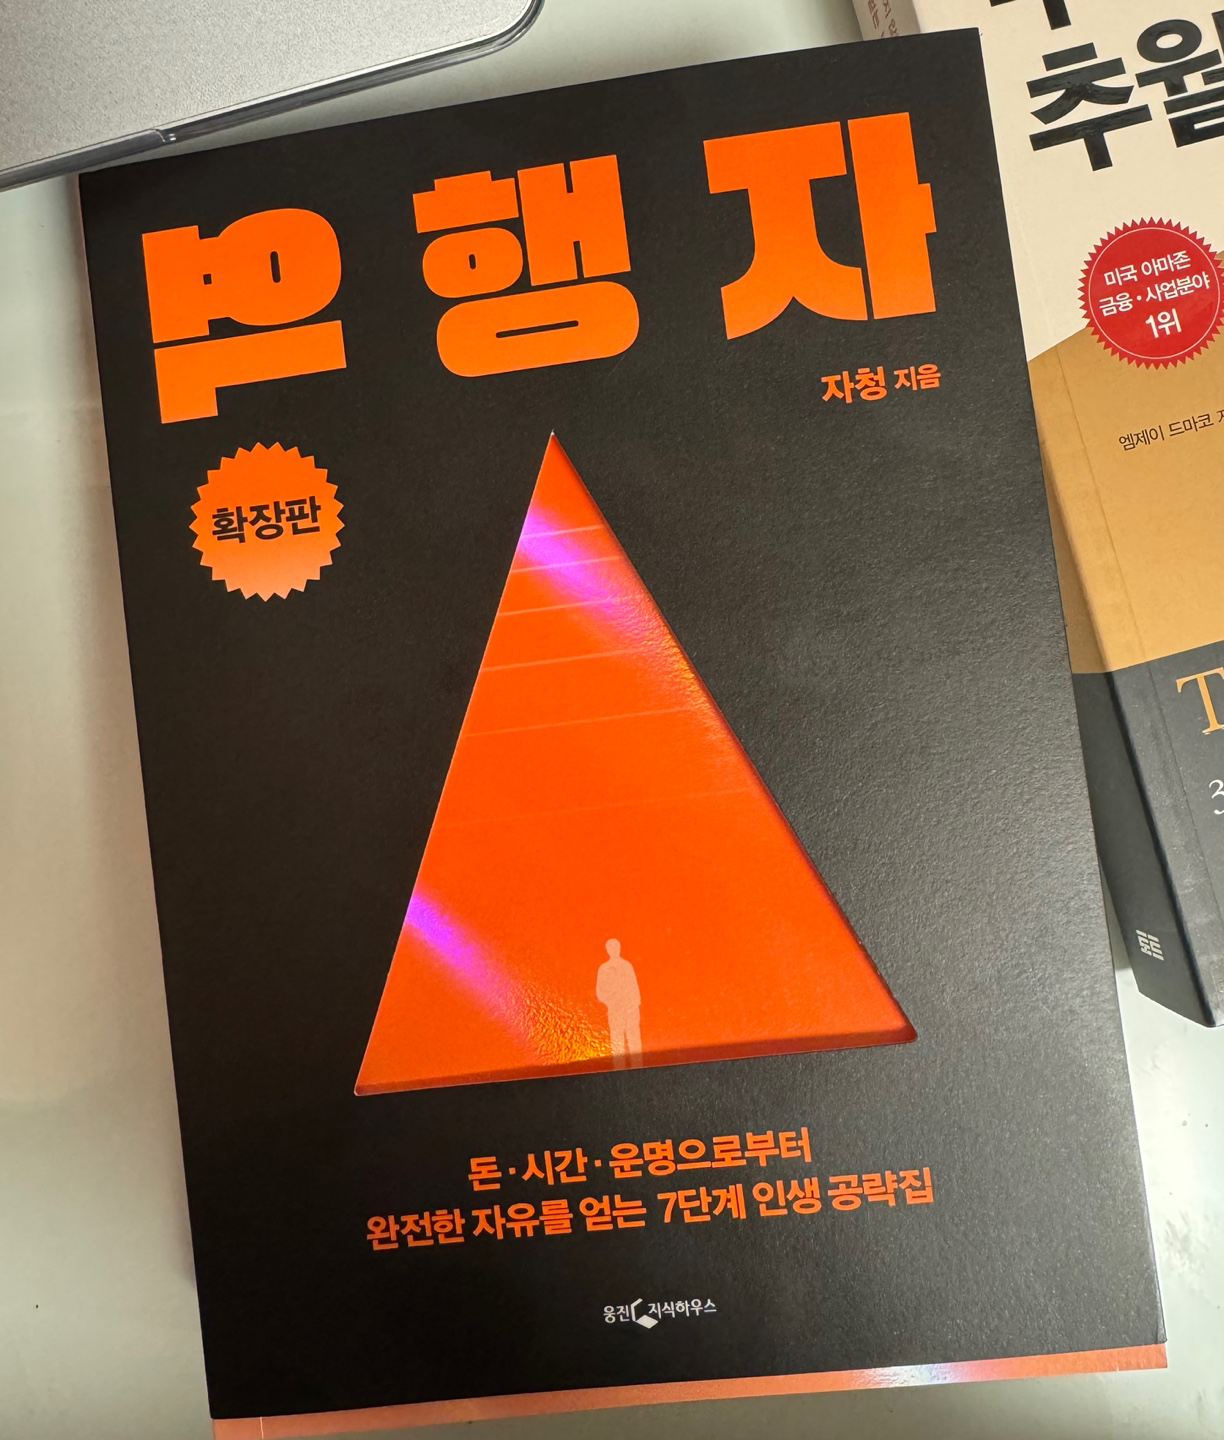 역행자
자청 지음
확장판
돈·시간·운명으로부터
완전한 자유를 얻는 7단계 인생 공략집
웅진 지식하우스
추월
미국 아마존
금융·사업분야
1위
엠제이 드마코